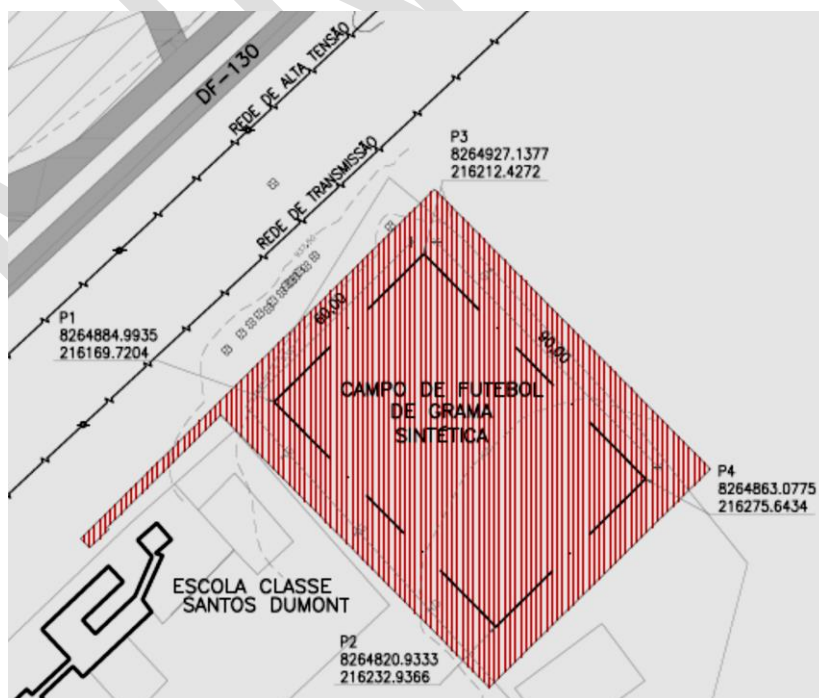 DF-130
REDE DE ALTA TENSÃO
REDE DE TRANSMISSÃO
P3
8264927.1377
216212.4272
P1
8264884.9935
216169.7204
60,00
90,00
CAMPO DE FUTEBOL
DE GRAMA
SINTÉTICA
P4
8264863.0775
216275.6434
ESCOLA CLASSE
SANTOS DUMONT
P2
8264820.9333
216232.9366